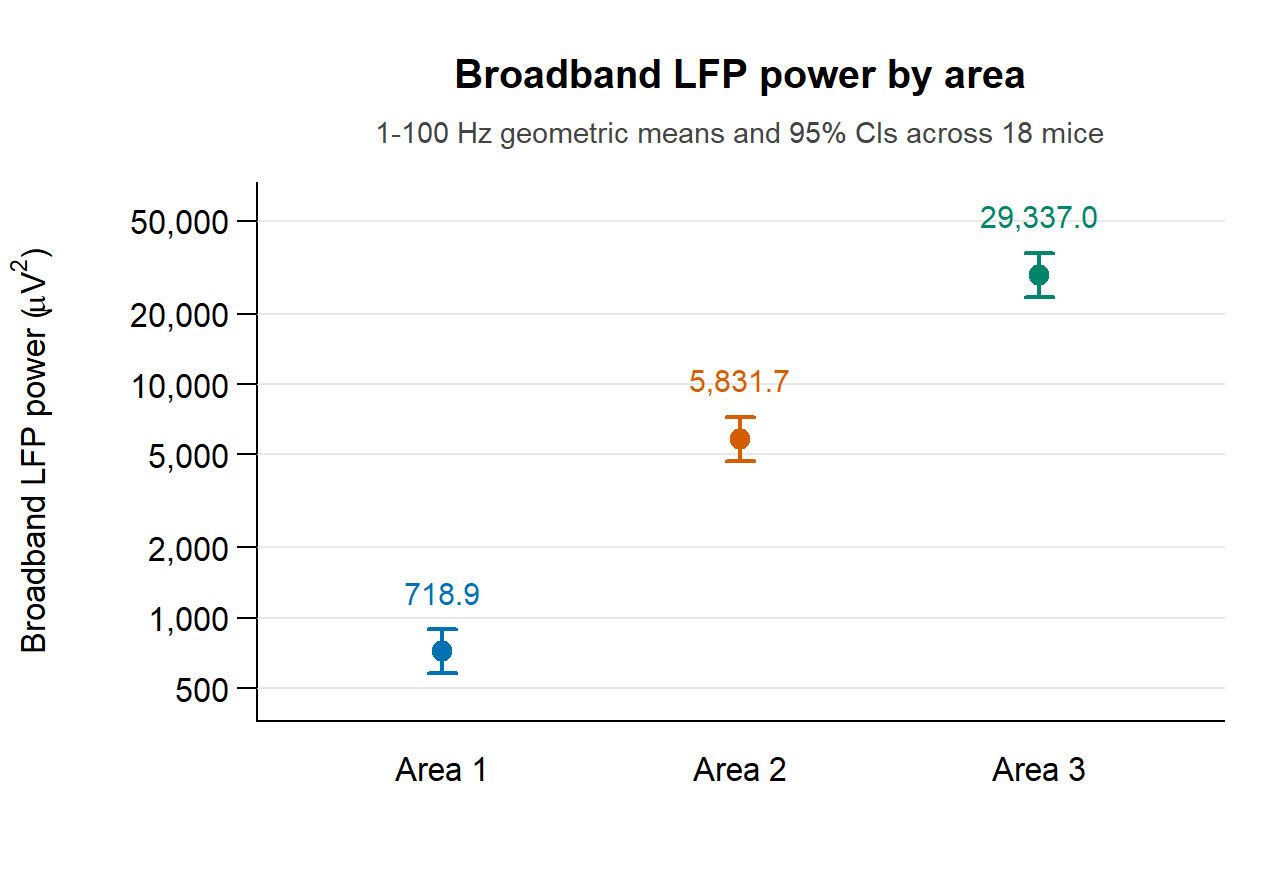 Broadband LFP power by area
1-100 Hz geometric means and 95% CIs across 18 mice
Broadband LFP power (μV²)
50,000
20,000
10,000
5,000
2,000
1,000
500
29,337.0
5,831.7
718.9
Area 1
Area 2
Area 3